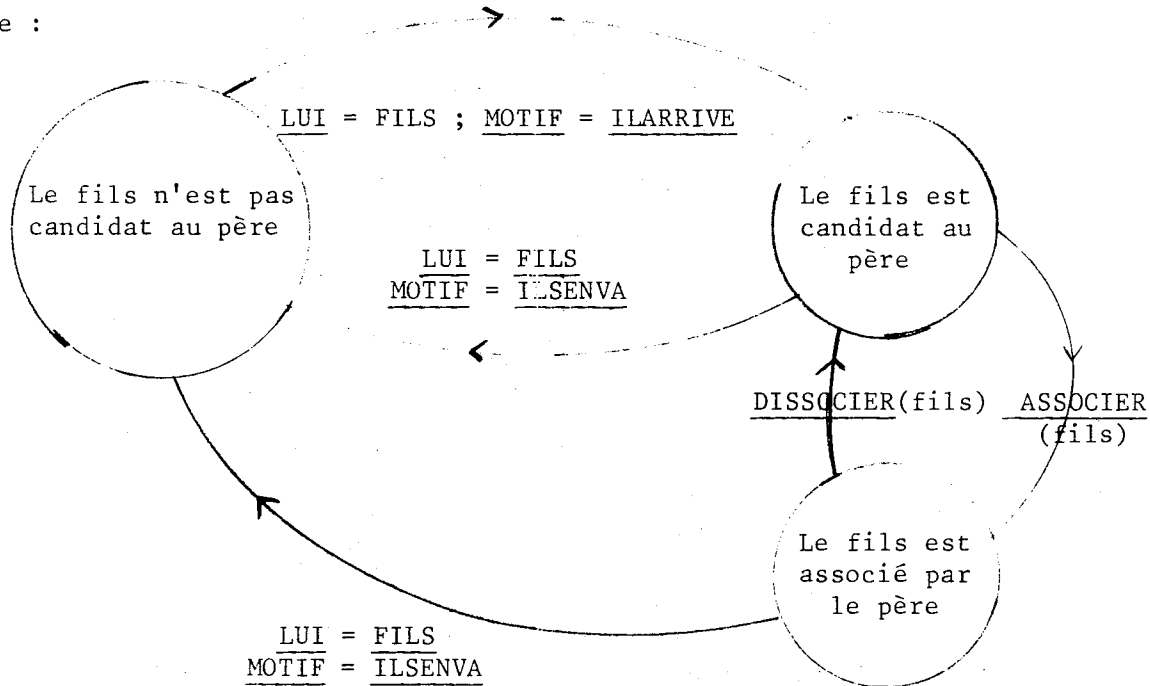 e :
LUI = FILS ; MOTIF = ILARRIVE
Le fils n'est pas
candidat au père
Le fils est
candidat au
père
LUI = FILS
MOTIF = ILSENVA
DISSOCIER(fils)
ASSOCIER
(fils)
Le fils est
associé par
le père
LUI = FILS
MOTIF = ILSENVA